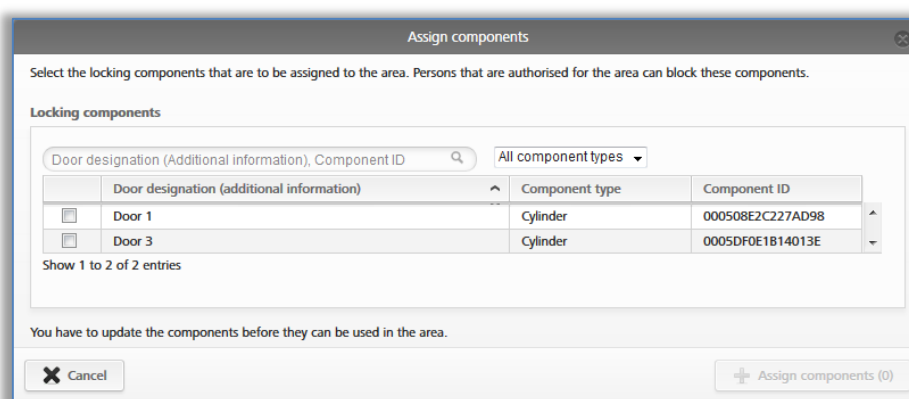 Assign components
Select the locking components that are to be assigned to the area. Persons that are authorised for the area can block these components.
Locking components
Door designation (Additional information), Component ID
All component types
Door designation (additional information) Component type Component ID
Door 1 Cylinder 000508E2C227AD98
Door 3 Cylinder 0005DF0E1B14013E
Show 1 to 2 of 2 entries
You have to update the components before they can be used in the area.
Cancel
Assign components (0)